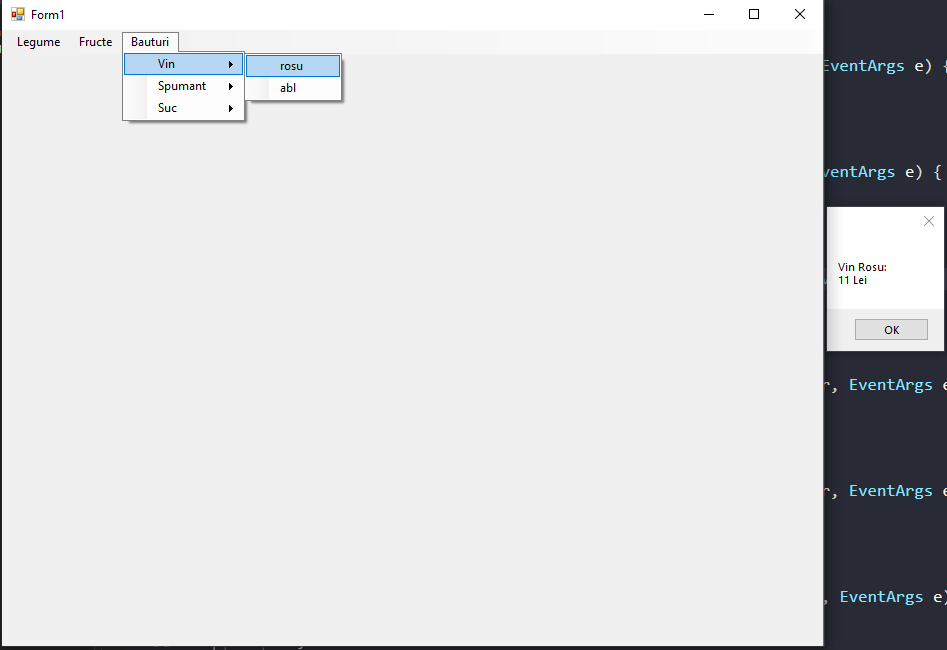 Form1
Legume Fructe Bauturi
Vin
Spumant
Suc
rosu
abl
EventArgs e) {
ventArgs e) {
Vin Rosu:
11 Lei
OK
r, EventArgs e
r, EventArgs e
, EventArgs e)